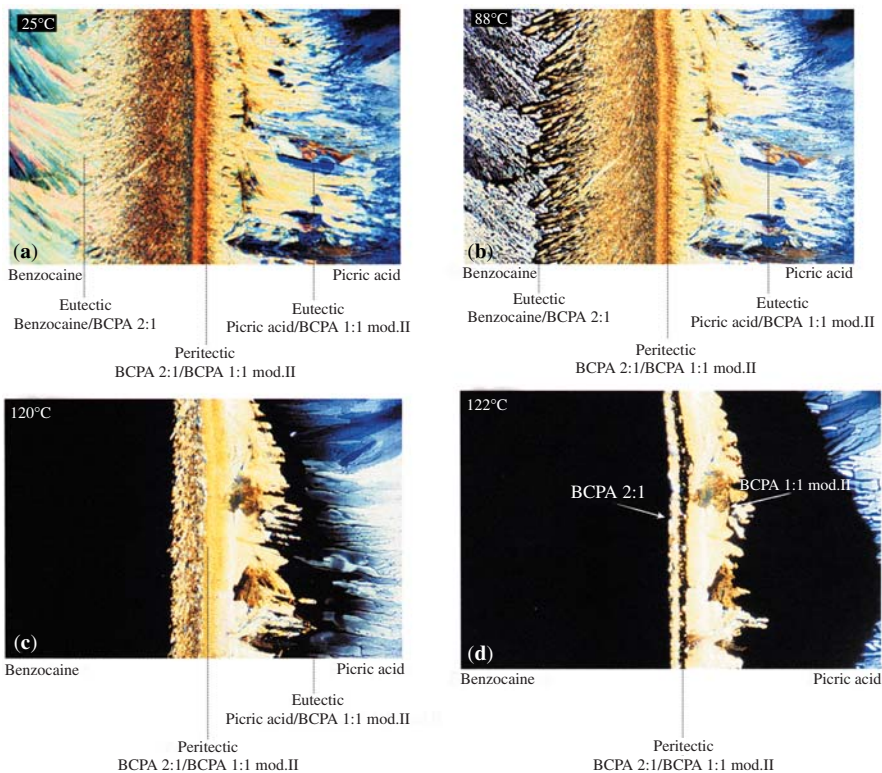 25°C
(a)
Benzocaine
Picric acid
Eutectic
Benzocaine/BCPA 2:1
Eutectic
Picric acid/BCPA 1:1 mod.II
Peritectic
BCPA 2:1/BCPA 1:1 mod.II
88°C
(b)
Benzocaine
Picric acid
Eutectic
Benzocaine/BCPA 2:1
Eutectic
Picric acid/BCPA 1:1 mod.II
Peritectic
BCPA 2:1/BCPA 1:1 mod.II
120°C
(c)
Benzocaine
Picric acid
Eutectic
Picric acid/BCPA 1:1 mod.II
Peritectic
BCPA 2:1/BCPA 1:1 mod.II
122°C
BCPA 2:1
BCPA 1:1 mod.II
(d)
Benzocaine
Picric acid
Peritectic
BCPA 2:1/BCPA 1:1 mod.II